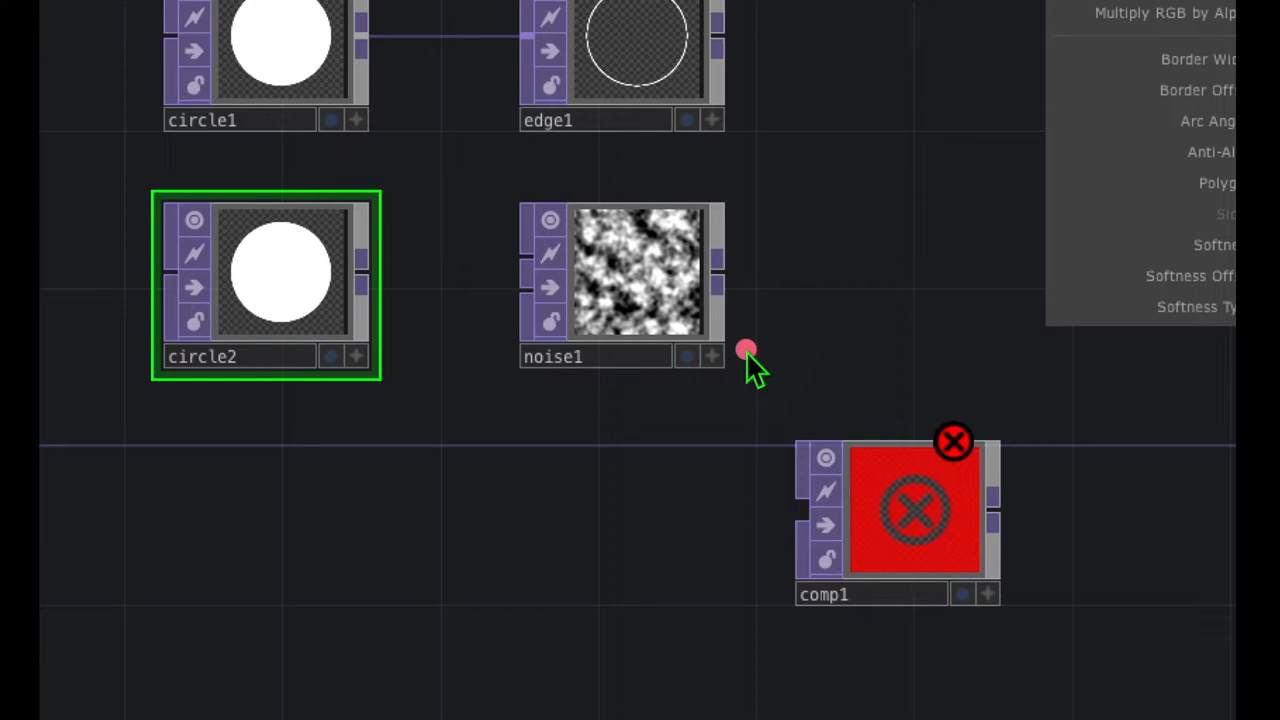 Multiply RGB by Alp
Border Wid
Border Off
Arc Ang
Anti-Al
Polyg
Sid
Softne
Softness Off
Softness Ty
circle1
edge1
circle2
noise1
comp1